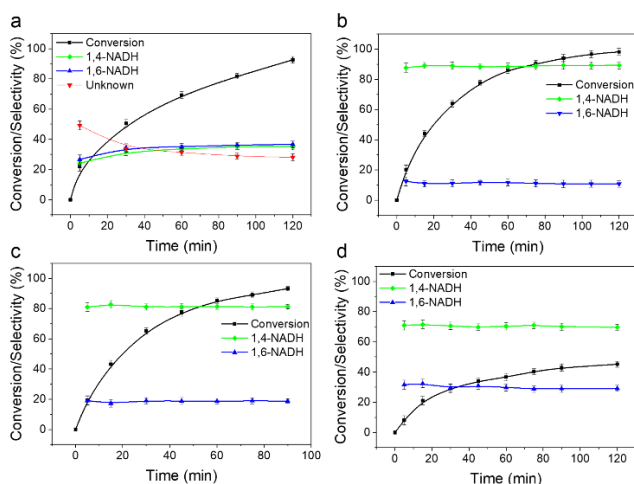 a
Conversion/Selectivity (%)
100
80
60
40
20
0
Conversion
1,4-NADH
1,6-NADH
Unknown
0 20 40 60 80 100 120
Time (min)
b
Conversion/Selectivity (%)
100
80
60
40
20
0
Conversion
1,4-NADH
1,6-NADH
0 20 40 60 80 100 120
Time (min)
c
Conversion/Selectivity (%)
100
80
60
40
20
0
Conversion
1,4-NADH
1,6-NADH
0 20 40 60 80 100
Time (min)
d
Conversion/Selectivity (%)
100
80
60
40
20
0
Conversion
1,4-NADH
1,6-NADH
0 20 40 60 80 100 120
Time (min)